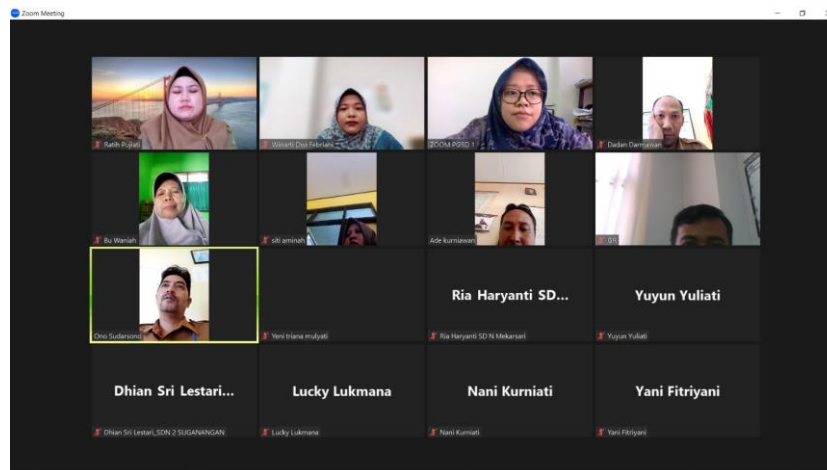 Zoom Meeting
Ratih Pujiati
Winarti Dwi Febriani
ZOOM PGSD 1
Dadan Darmawan
Bu Waniah
siti aminah
Ade kurniawan
GR
Ono Sudarsono
Yeni triana mulyati
Ria Haryanti SD...
Ria Haryanti SD N Mekarsari
Yuyun Yuliati
Yuyun Yuliati
Dhian Sri Lestari...
Dhian Sri Lestari_SDN 2 SUGANANGAN
Lucky Lukmana
Lucky Lukmana
Nani Kurniati
Nani Kurniati
Yani Fitriyani
Yani Fitriyani